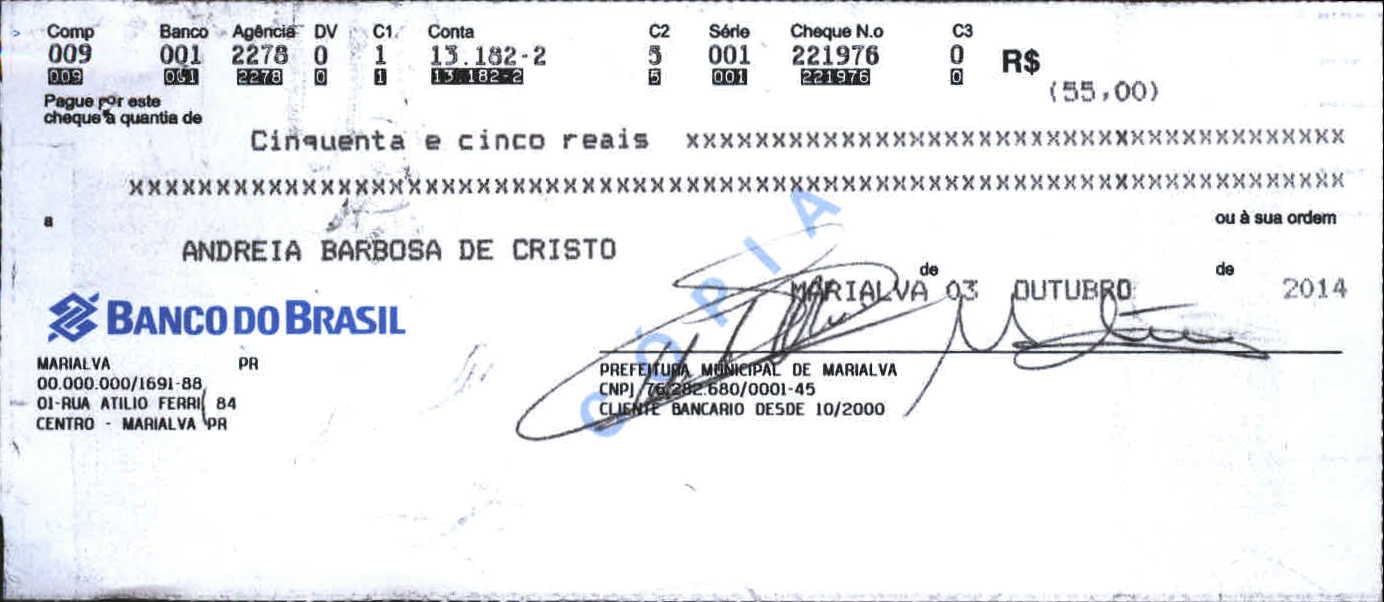 Comp Banco Agência DV C1. Conta C2 Série Cheque N.o C3
009 001 2278 0 1 13.182-2 5 001 221976 0 R$
009 001 2278 0 1 13.182-2 5 001 221976 0
(55,00)
Pague por este
cheque a quantia de
Cinquenta e cinco reais xxxxxxxxxxxxxxxxxxxxxxxxxxxxxxxxxxxxxx
xxxxxxxxxxxxxxxxxxxxxxxxxxxxxxxxxxxxxxxxxxxxxxxxxxxxxxxxxxxxxxxxxxxxx
a ou à sua ordem
ANDREIA BARBOSA DE CRISTO
MARIALVA 03 de OUTUBRO de 2014
CÓPIA
BANCO DO BRASIL
MARIALVA PR
00.000.000/1691-88
01-RUA ATILIO FERRI 84
CENTRO - MARIALVA PR
PREFEITURA MUNICIPAL DE MARIALVA
CNPJ 76.282.680/0001-45
CLIENTE BANCARIO DESDE 10/2000